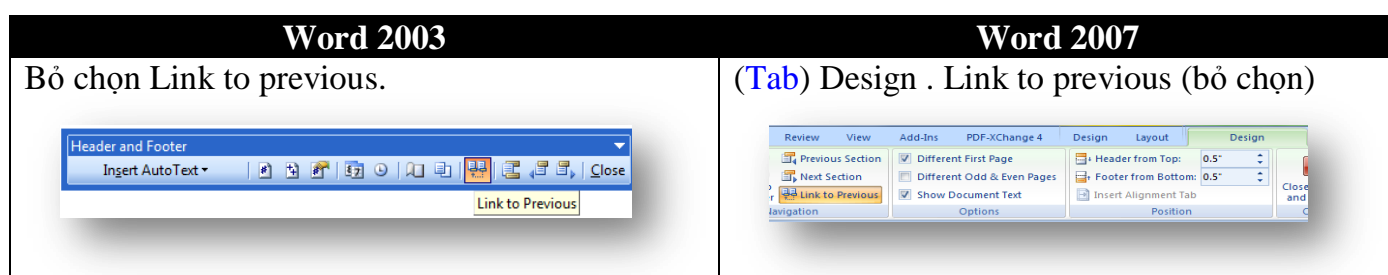 Word 2003
Word 2007
Bỏ chọn Link to previous.
(Tab) Design . Link to previous (bỏ chọn)
Header and Footer
Insert AutoText
Close
Link to Previous
Review View Add-Ins PDF-XChange 4 Design Layout Design
Previous Section Different First Page Header from Top: 0.5"
Next Section Different Odd & Even Pages Footer from Bottom: 0.5"
Link to Previous Show Document Text Insert Alignment Tab
Close
and
Navigation Options Position